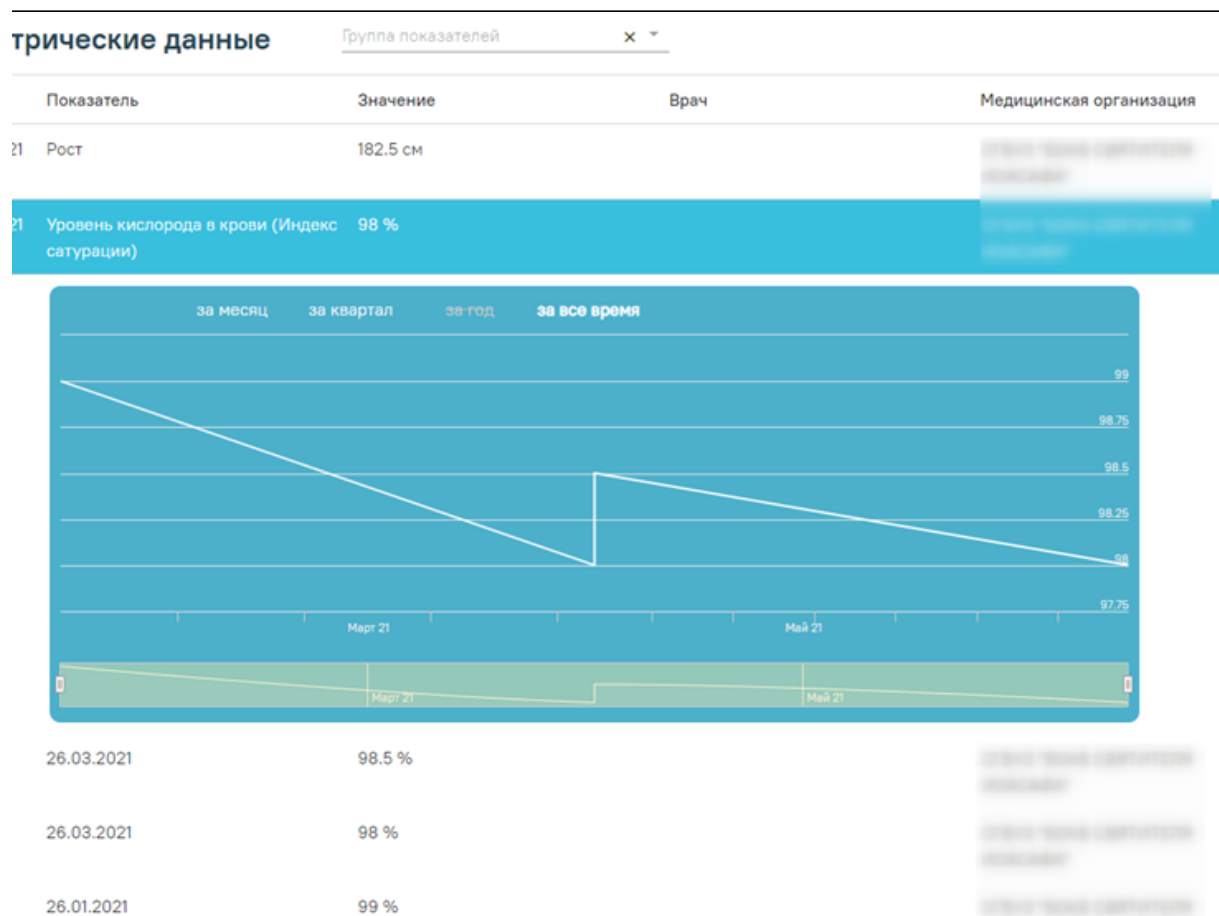 трические данные
Группа показателей
Показатель Значение Врач Медицинская организация
21 Рост 182.5 см
21 Уровень кислорода в крови (Индекс 98 %
сатурации)
за месяц за квартал за год за все время
99
98.75
98.5
98.25
98
97.75
Март 21 Май 21
Март 21 Май 21
26.03.2021 98.5 %
26.03.2021 98 %
26.01.2021 99 %